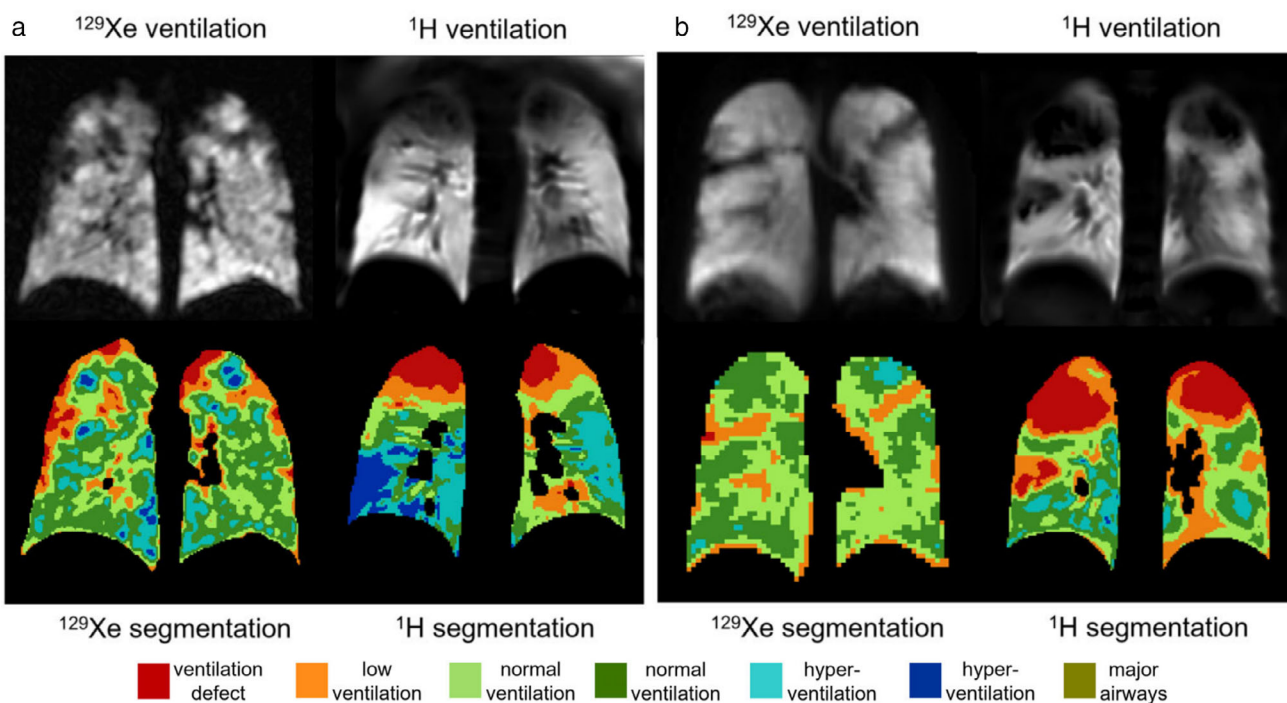 a
¹²⁹Xe ventilation
¹H ventilation
b
¹²⁹Xe ventilation
¹H ventilation
¹²⁹Xe segmentation
¹H segmentation
¹²⁹Xe segmentation
¹H segmentation
ventilation
defect
low
ventilation
normal
ventilation
normal
ventilation
hyper-
ventilation
hyper-
ventilation
major
airways